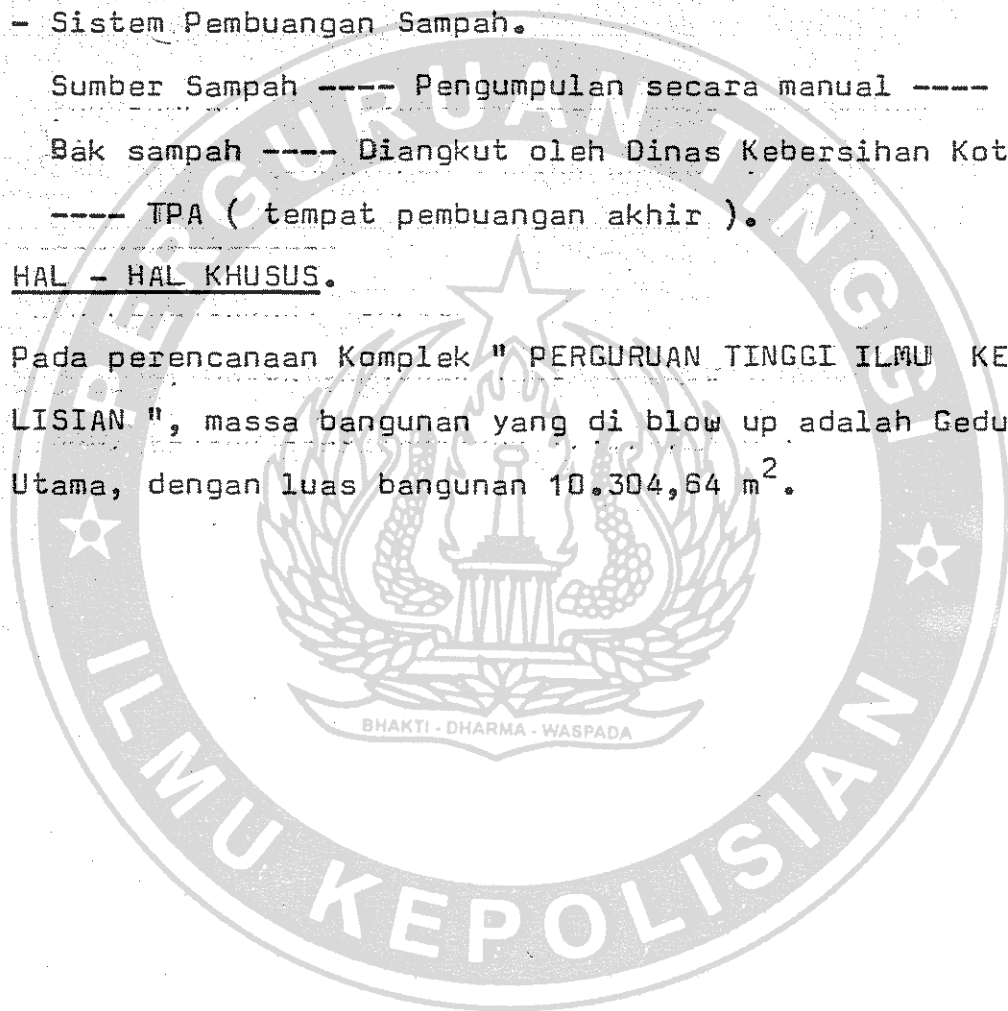 - Sistem Pembuangan Sampah.
Sumber Sampah ---- Pengumpulan secara manual ----
Bak sampah ---- Diangkut oleh Dinas Kebersihan Kot
---- TPA ( tempat pembuangan akhir ).
HAL - HAL KHUSUS.
Pada perencanaan Komplek " PERGURUAN TINGGI ILMU KE
LISIAN ", massa bangunan yang di blow up adalah Gedu
Utama, dengan luas bangunan 10.304,64 m².
PERGURUAN TINGGI
BHAKTI - DHARMA - WASPADA
ILMU KEPOLISIAN